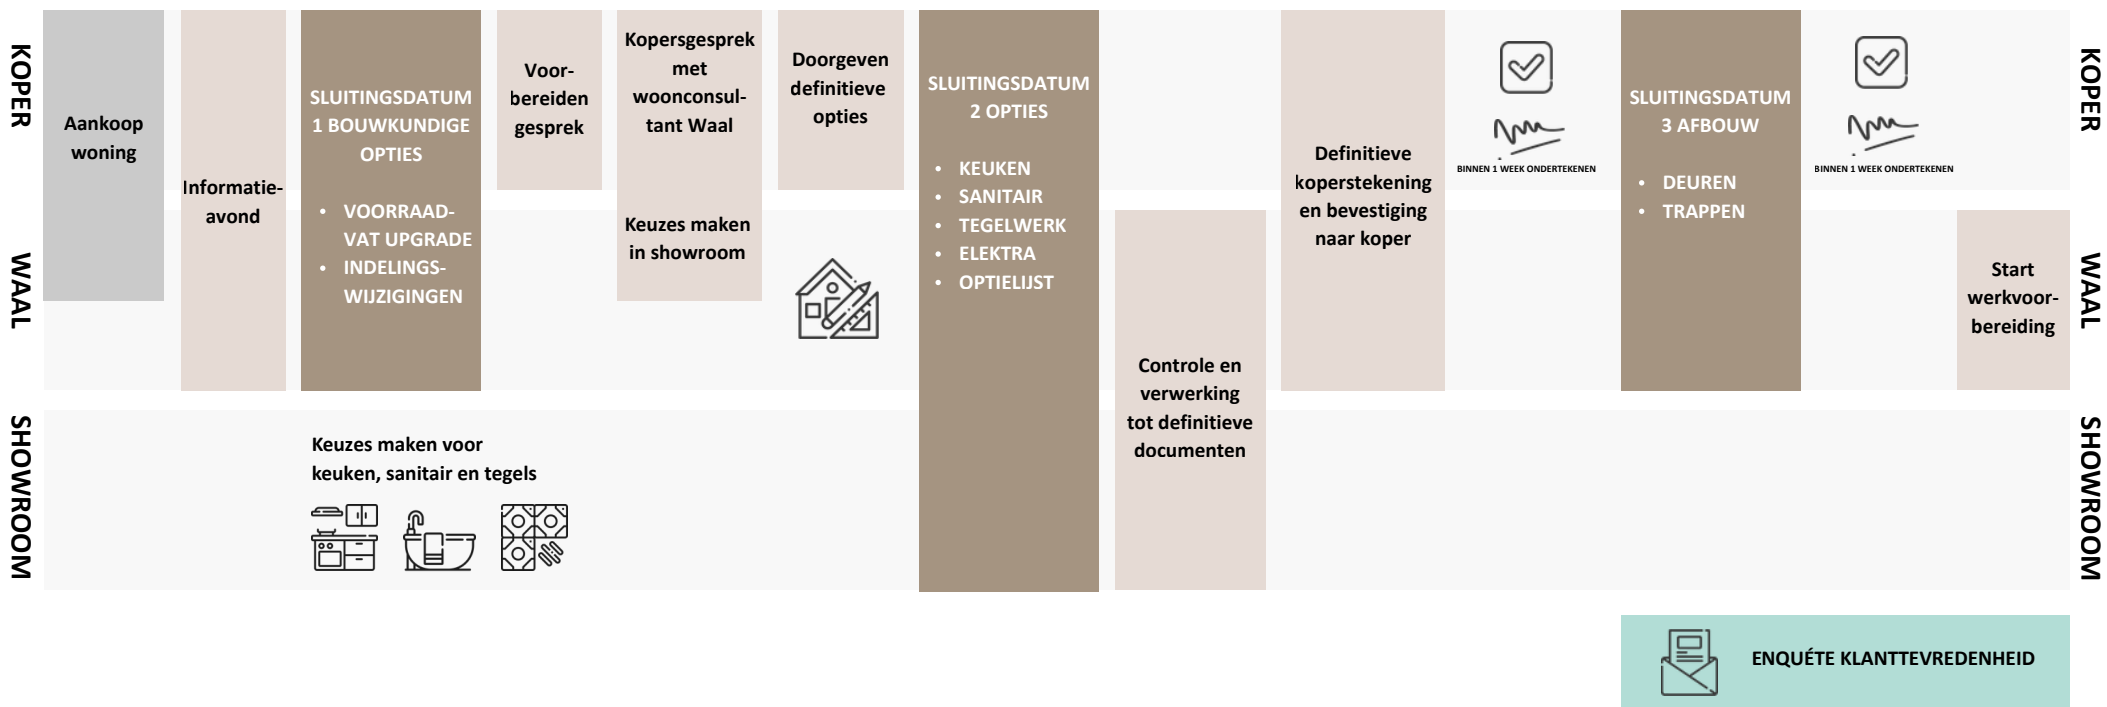 KOPER
WAAL
SHOWROOM
Aankoop
woning
Informatie-
avond
SLUITINGSDATUM
1 BOUWKUNDIGE
OPTIES
• VOORRAAD-
VAT UPGRADE
• INDELINGS-
WIJZIGINGEN
Voor-
bereiden
gesprek
Kopersgesprek
met
woonconsul-
tant Waal
Keuzes maken
in showroom
Doorgeven
definitieve
opties
Keuzes maken voor
keuken, sanitair en tegels
SLUITINGSDATUM
2 OPTIES
• KEUKEN
• SANITAIR
• TEGELWERK
• ELEKTRA
• OPTIELIJST
Controle en
verwerking
tot definitieve
documenten
Definitieve
koperstekening
en bevestiging
naar koper
BINNEN 1 WEEK ONDERTEKENEN
SLUITINGSDATUM
3 AFBOUW
• DEUREN
• TRAPPEN
BINNEN 1 WEEK ONDERTEKENEN
Start
werkvoor-
bereiding
KOPER
WAAL
SHOWROOM
ENQUÉTE KLANTTEVREDENHEID